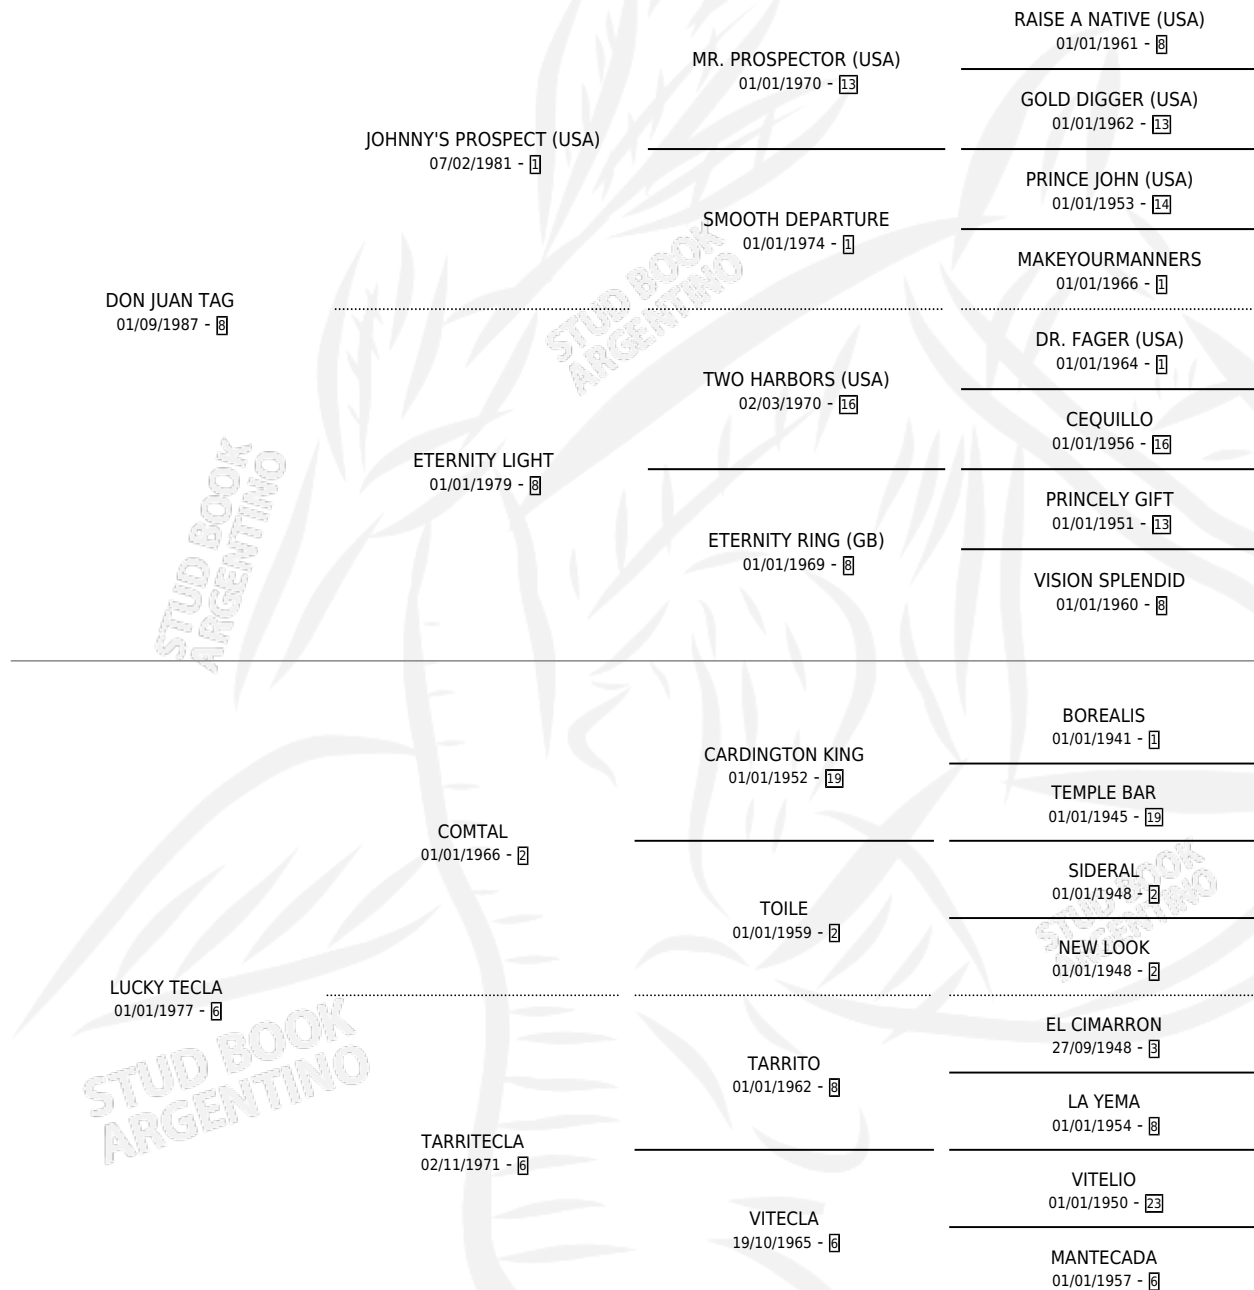 RAISE A NATIVE (USA)
01/01/1961 - 8
MR. PROSPECTOR (USA)
01/01/1970 - 13
GOLD DIGGER (USA)
01/01/1962 - 13
JOHNNY'S PROSPECT (USA)
07/02/1981 - 1
PRINCE JOHN (USA)
01/01/1953 - 14
SMOOTH DEPARTURE
01/01/1974 - 1
MAKEYOURMANNERS
01/01/1966 - 1
DON JUAN TAG
01/09/1987 - 8
DR. FAGER (USA)
01/01/1964 - 1
TWO HARBORS (USA)
02/03/1970 - 16
CEQUILLO
01/01/1956 - 16
ETERNITY LIGHT
01/01/1979 - 8
PRINCELY GIFT
01/01/1951 - 13
ETERNITY RING (GB)
01/01/1969 - 8
VISION SPLENDID
01/01/1960 - 8
BOREALIS
01/01/1941 - 1
CARDINGTON KING
01/01/1952 - 19
TEMPLE BAR
01/01/1945 - 19
COMTAL
01/01/1966 - 2
SIDERAL
01/01/1948 - 2
TOILE
01/01/1959 - 2
NEW LOOK
01/01/1948 - 2
LUCKY TECLA
01/01/1977 - 6
EL CIMARRON
27/09/1948 - 3
TARRITO
01/01/1962 - 8
LA YEMA
01/01/1954 - 8
TARRITECLA
02/11/1971 - 6
VITELIO
01/01/1950 - 23
VITECLA
19/10/1965 - 6
MANTECADA
01/01/1957 - 6
STUD BOOK
ARGENTINO
STUD BOOK
ARGENTINO
STUD BOOK
ARGENTINO
STUD BOOK
ARGENTINO